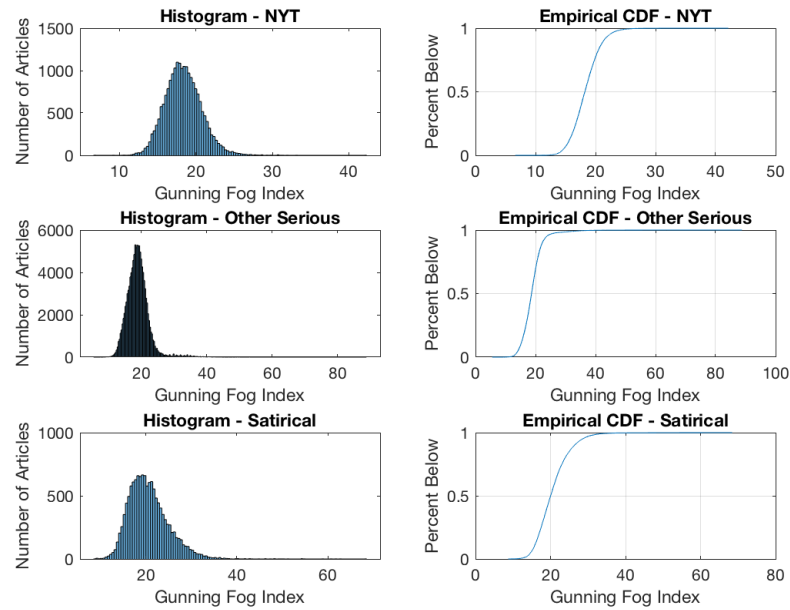 Histogram - NYT
Number of Articles
1500
1000
500
0
10 20 30 40
Gunning Fog Index
Empirical CDF - NYT
Percent Below
1
0.5
0
0 10 20 30 40 50
Gunning Fog Index
Histogram - Other Serious
Number of Articles
6000
4000
2000
0
20 40 60 80
Gunning Fog Index
Empirical CDF - Other Serious
Percent Below
1
0.5
0
0 20 40 60 80 100
Gunning Fog Index
Histogram - Satirical
Number of Articles
1000
500
0
20 40 60
Gunning Fog Index
Empirical CDF - Satirical
Percent Below
1
0.5
0
0 20 40 60 80
Gunning Fog Index